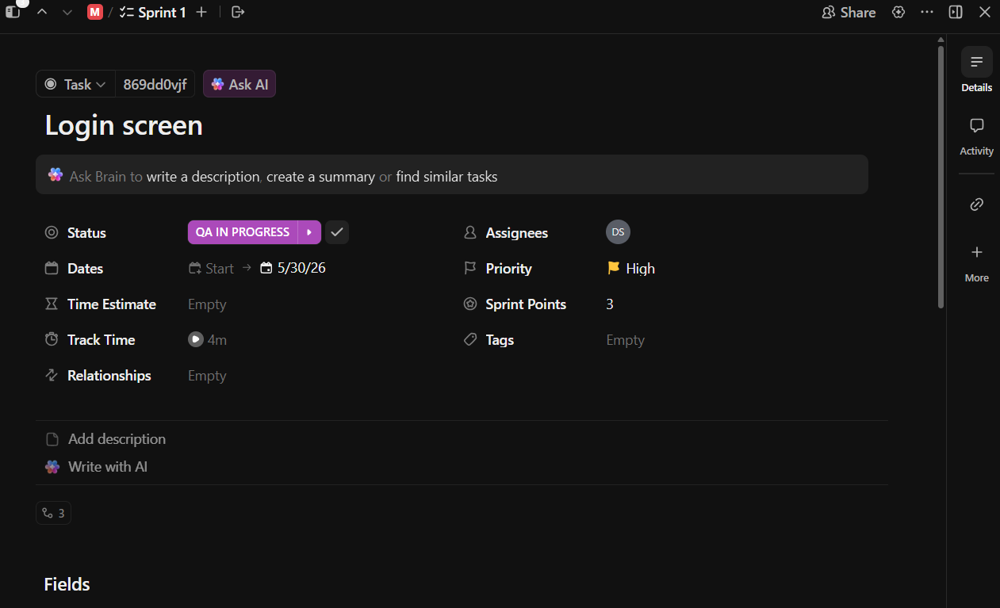 M / Sprint 1
Share
Task 869dd0vjf Ask AI
Login screen
Ask Brain to write a description, create a summary or find similar tasks
Status QA IN PROGRESS Assignees DS
Dates Start → 5/30/26 Priority High
Time Estimate Empty Sprint Points 3
Track Time 4m Tags Empty
Relationships Empty
Add description
Write with AI
3
Fields
Details
Activity
More